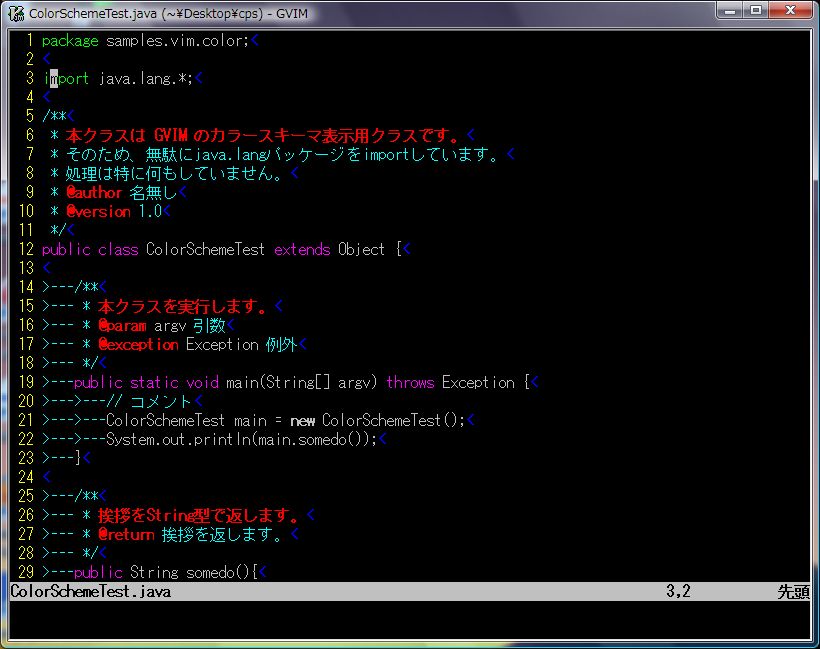 ColorSchemeTest.java (~¥Desktop¥cps) - GVIM
1 package samples.vim.color;<
2 <
3 import java.lang.*;<
4 <
5 /**<
6  * 本クラスは GVIM のカラースキーマ表示用クラスです。<
7  * そのため、無駄にjava.langパッケージをimportしています。<
8  * 処理は特に何もしていません。<
9  * @author 名無し<
10  * @version 1.0<
11  */<
12 public class ColorSchemeTest extends Object {<
13 <
14 >---/**<
15 >--- * 本クラスを実行します。<
16 >--- * @param argv 引数<
17 >--- * @exception Exception 例外<
18 >--- */<
19 >---public static void main(String[] argv) throws Exception {<
20 >--->---// コメント<
21 >--->---ColorSchemeTest main = new ColorSchemeTest();<
22 >--->---System.out.println(main.somedo());<
23 >---}<
24 <
25 >---/**<
26 >--- * 挨拶をString型で返します。<
27 >--- * @return 挨拶を返します。<
28 >--- */<
29 >---public String somedo(){<
ColorSchemeTest.java 3,2 先頭